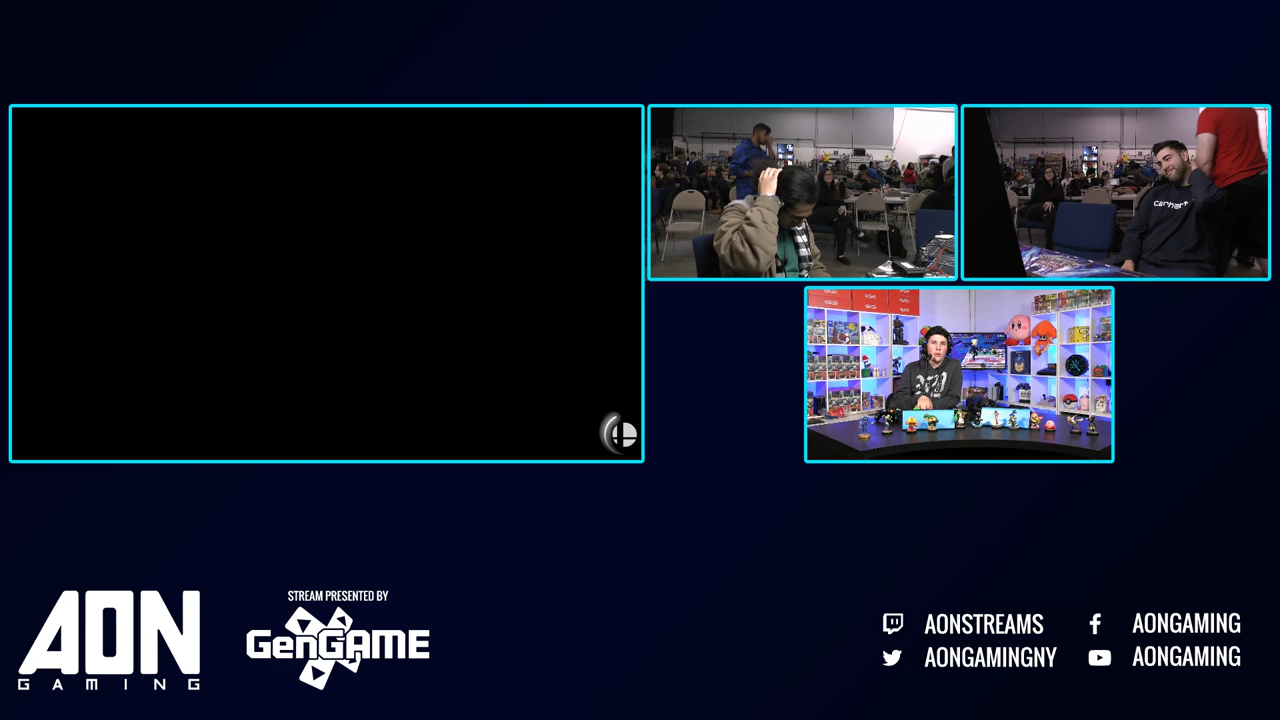 carhartt
AON
GAMING
STREAM PRESENTED BY
GenGAME
AONSTREAMS
AONGAMING
AONGAMINGNY
AONGAMING